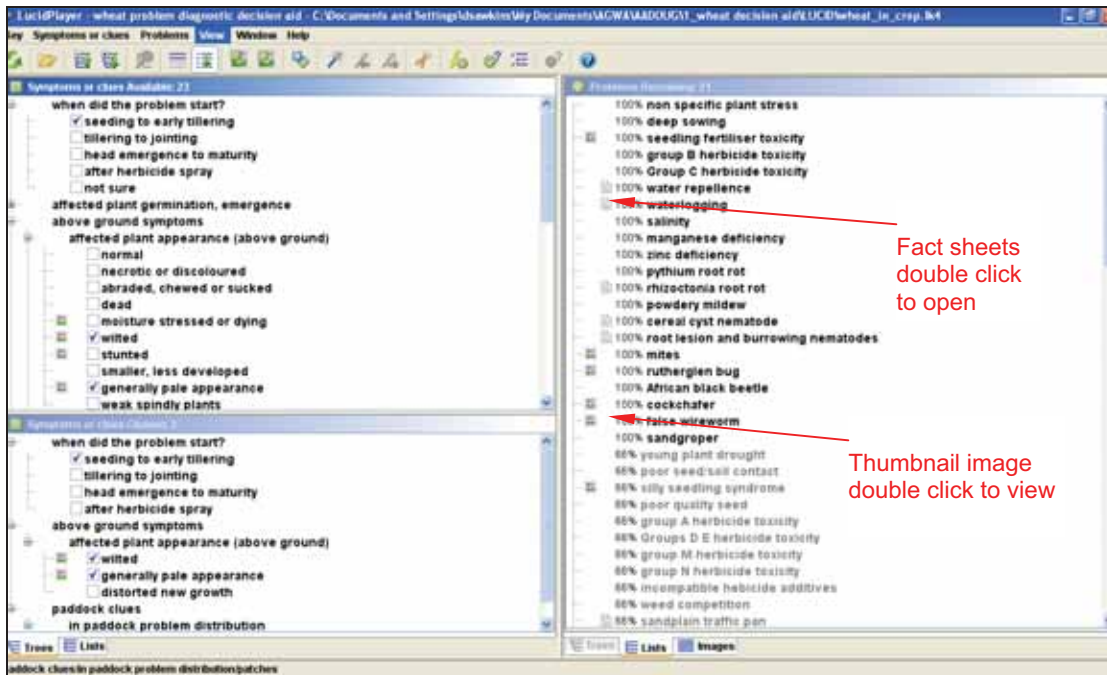 LucidPlayer - wheat problem diagnostic decision aid - C:\Documents and Settings\dsawkins\My Documents\AGWA\AADOUG\1_wheat decision aid\LUCID\wheat_in_crop.lk4
Key Symptoms or clues Problems View Window Help
Symptoms or clues Available: 23
when did the problem start?
seeding to early tillering
tillering to jointing
head emergence to maturity
after herbicide spray
not sure
affected plant germination, emergence
above ground symptoms
affected plant appearance (above ground)
normal
necrotic or discoloured
abraded, chewed or sucked
dead
moisture stressed or dying
wilted
stunted
smaller, less developed
generally pale appearance
weak spindly plants
Symptoms or clues Chosen: 3
when did the problem start?
seeding to early tillering
tillering to jointing
head emergence to maturity
after herbicide spray
above ground symptoms
affected plant appearance (above ground)
wilted
generally pale appearance
distorted new growth
paddock clues
in paddock problem distribution
Trees Lists
addock clues/in paddock problem distribution/patches
Problems Remaining: 21
100% non specific plant stress
100% deep sowing
100% seedling fertiliser toxicity
100% group B herbicide toxicity
100% Group C herbicide toxicity
100% water repellence
100% waterlogging
100% salinity
100% manganese deficiency
100% zinc deficiency
100% pythium root rot
100% rhizoctonia root rot
100% powdery mildew
100% cereal cyst nematode
100% root lesion and burrowing nematodes
100% mites
100% rutherglen bug
100% African black beetle
100% cockchafer
100% false wireworm
100% sandgroper
66% young plant drought
66% poor seed/soil contact
66% silly seedling syndrome
66% poor quality seed
66% group A herbicide toxicity
66% Groups D E herbicide toxicity
66% group M herbicide toxicity
66% group N herbicide toxicity
66% incompatible hebicide additives
66% weed competition
66% sandplain traffic pan
Trees Lists Images
Fact sheets
double click
to open
Thumbnail image
double click to view